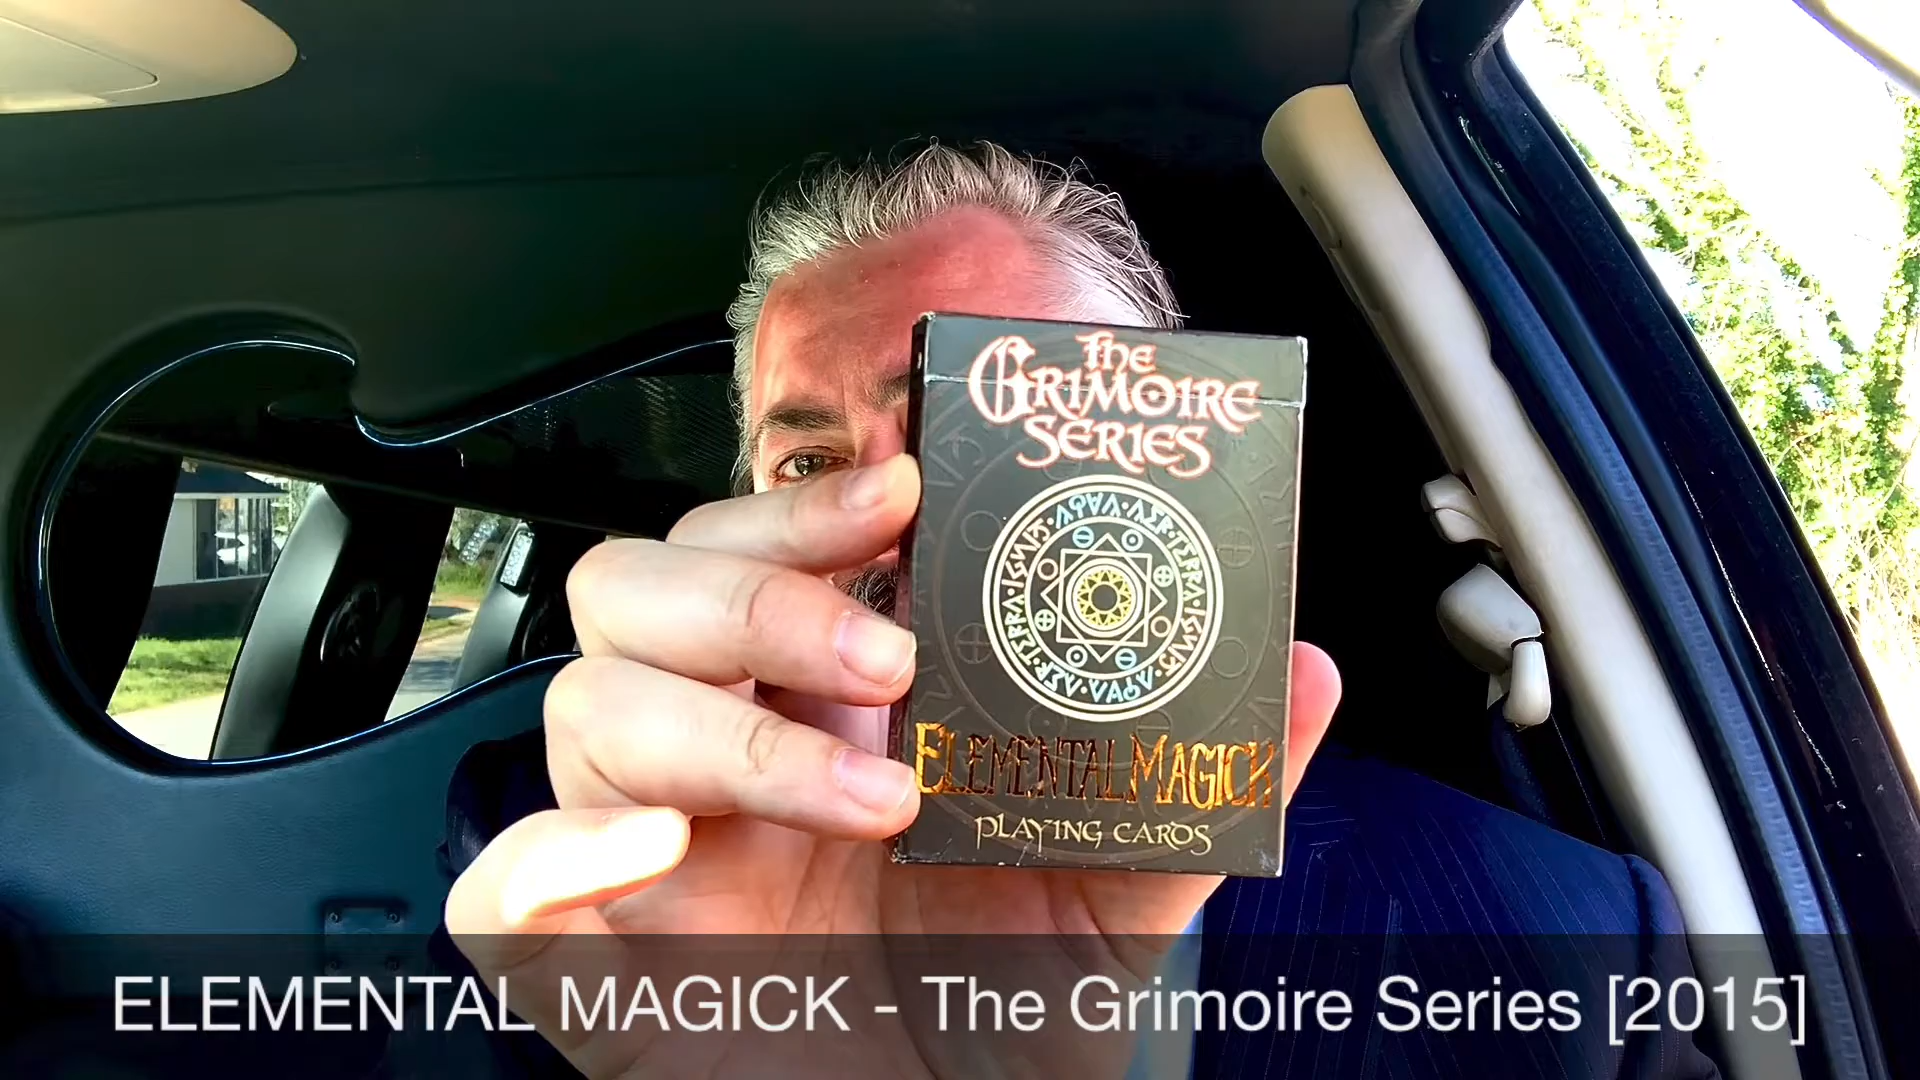 The
Grimoire
Series
Elemental Magick
Playing Cards
ELEMENTAL MAGICK - The Grimoire Series [2015]